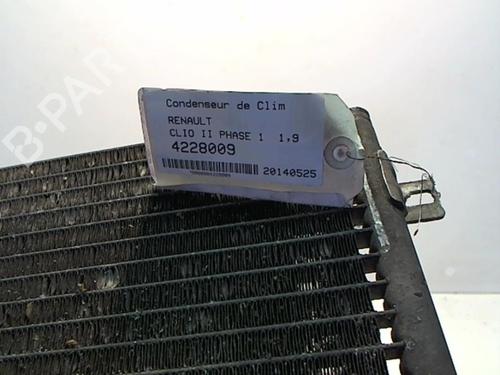 Condenseur de Clim
RENAULT
CLIO II PHASE 1 1,9
4228009
20140525
B-PAR